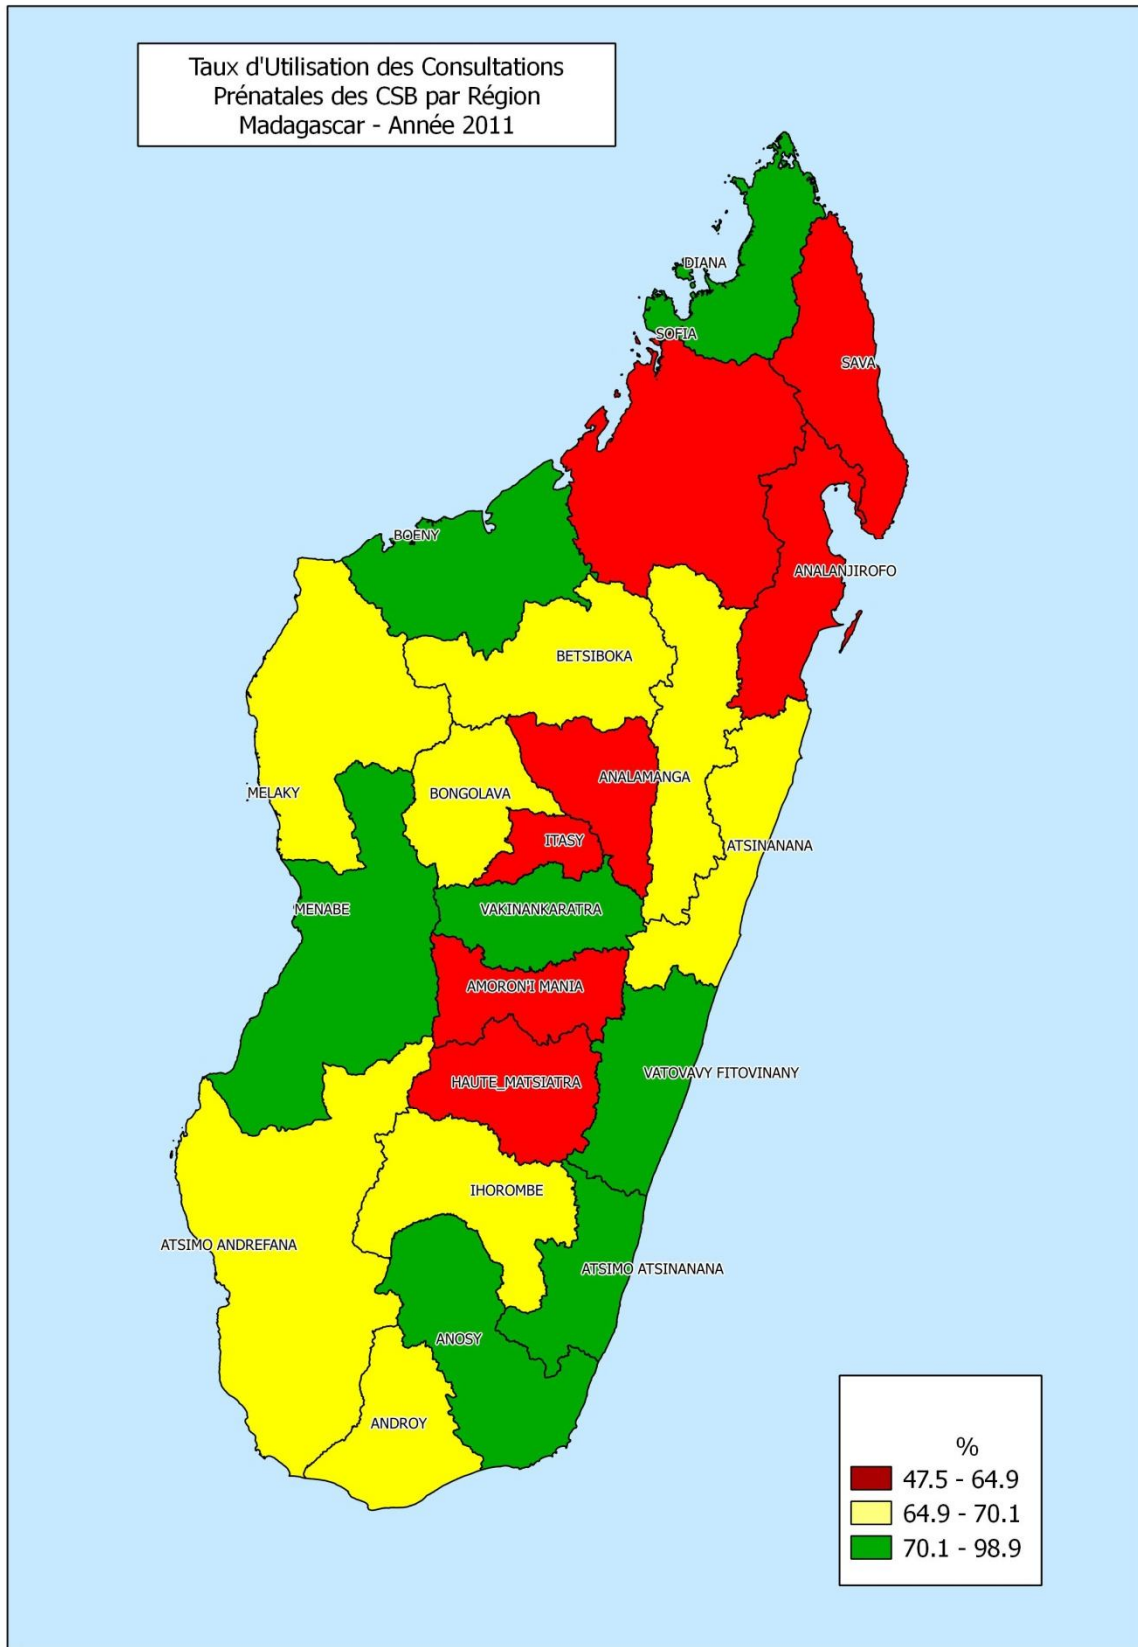 Taux d'Utilisation des Consultations
Prénatales des CSB par Région
Madagascar - Année 2011
DIANA
SOFIA
SAVA
BOENY
ANALANJIROFO
BETSIBOKA
ANALAMANGA
MELAKY
BONGOLAVA
ITASY
ATSINANANA
MENABE
VAKINANKARATRA
AMORON'I MANIA
VATOVAVY FITOVINANY
HAUTE_MATSIATRA
IHOROMBE
ATSIMO ANDREFANA
ATSIMO ATSINANANA
ANOSY
ANDROY
%
47.5 - 64.9
64.9 - 70.1
70.1 - 98.9